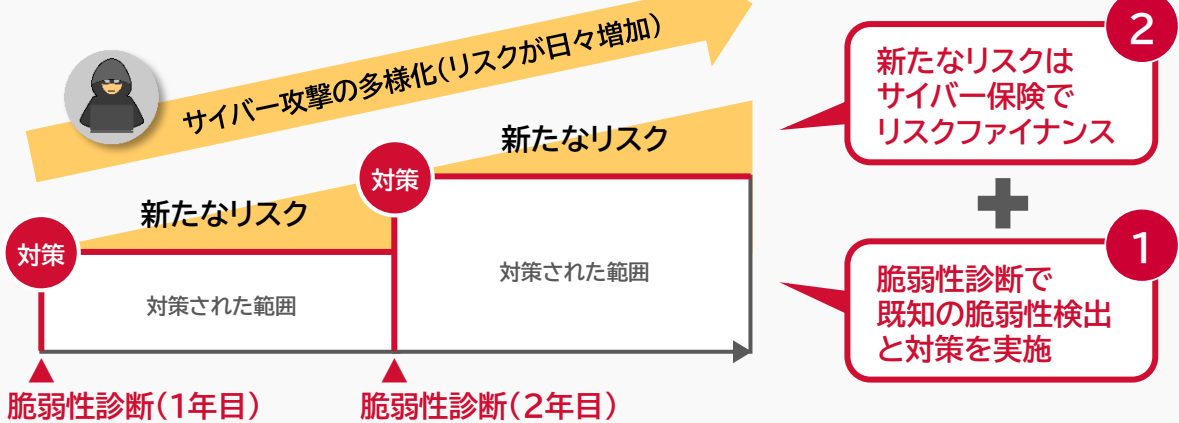 サイバー攻撃の多様化(リスクが日々増加)
対策
新たなリスク
対策された範囲
対策
新たなリスク
対策された範囲
脆弱性診断(1年目)
脆弱性診断(2年目)
2
新たなリスクは
サイバー保険で
リスクファイナンス
+
1
脆弱性診断で
既知の脆弱性検出
と対策を実施